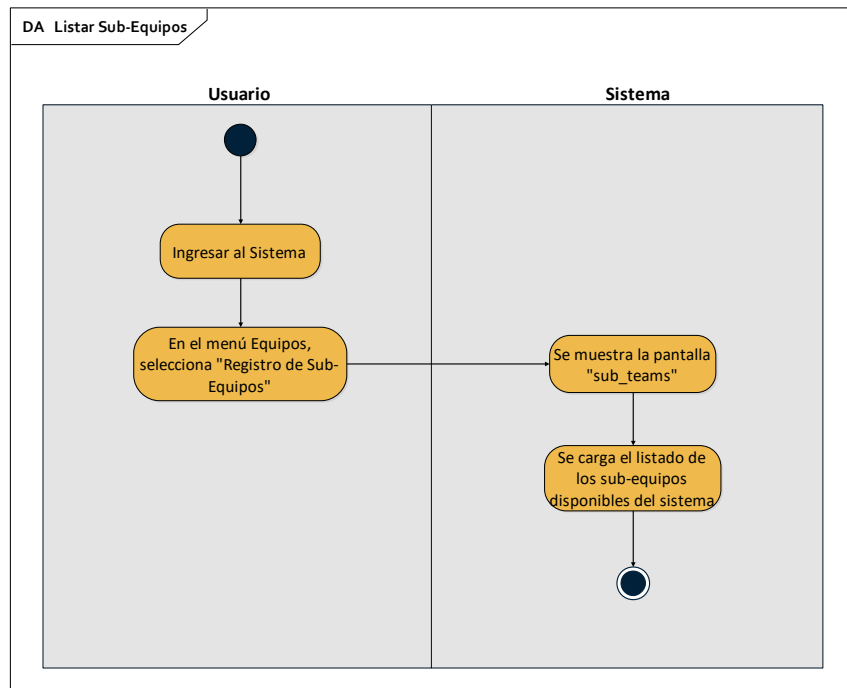 DA Listar Sub-Equipos
Usuario
Sistema
Ingresar al Sistema
En el menú Equipos,
selecciona "Registro de Sub-
Equipos"
Se muestra la pantalla
"sub_teams"
Se carga el listado de
los sub-equipos
disponibles del sistema